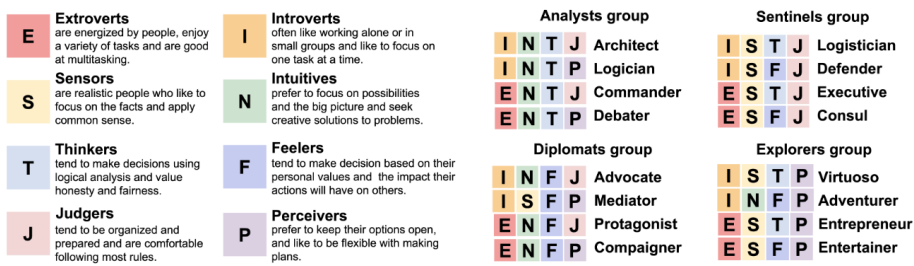 E
Extroverts
are energized by people, enjoy
a variety of tasks and are good
at multitasking.
I
Introverts
often like working alone or in
small groups and like to focus on
one task at a time.
S
Sensors
are realistic people who like to
focus on the facts and apply
common sense.
N
Intuitives
prefer to focus on possibilities
and the big picture and seek
creative solutions to problems.
T
Thinkers
tend to make decisions using
logical analysis and value
honesty and fairness.
F
Feelers
tend to make decision based on their
personal values and the impact their
actions will have on others.
J
Judgers
tend to be organized and
prepared and are comfortable
following most rules.
P
Perceivers
prefer to keep their options open,
and like to be flexible with making
plans.
Analysts group
I N T J Architect
I N T P Logician
E N T J Commander
E N T P Debater
Diplomats group
I N F J Advocate
I S F P Mediator
E N F J Protagonist
E N F P Compaigner
Sentinels group
I S T J Logistician
I S F J Defender
E S T J Executive
E S F J Consul
Explorers group
I S T P Virtuoso
I N F P Adventurer
E S T P Entrepreneur
E S F P Entertainer